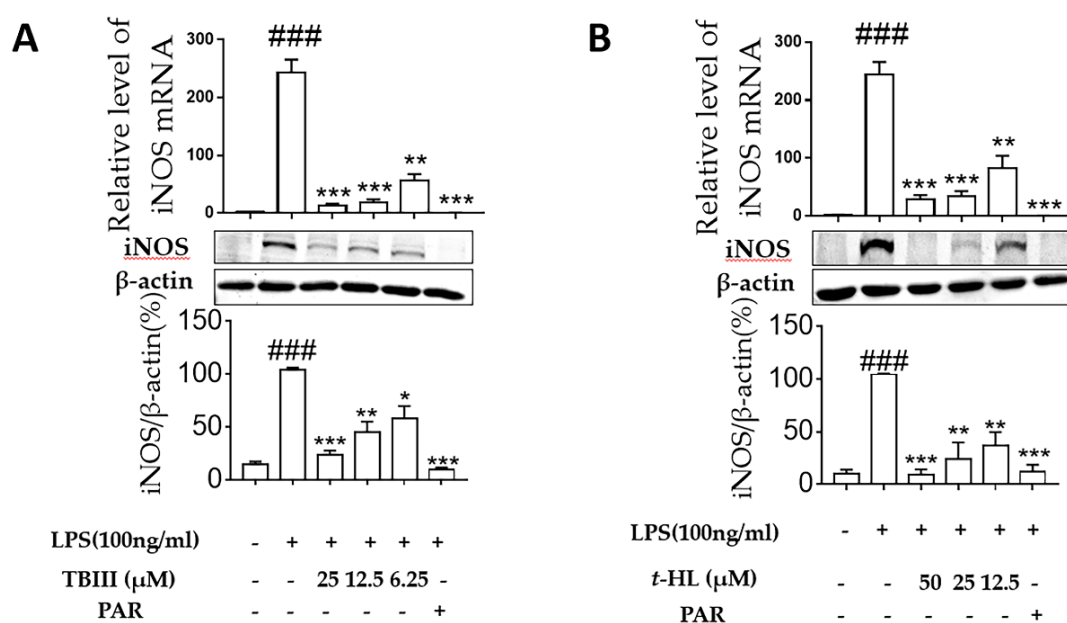 A
Relative level of
iNOS mRNA
300
200
100
0
###
***
***
**
***
iNOS
β-actin
iNOS/β-actin(%)
150
100
50
0
###
***
**
*
***
LPS(100ng/ml) - + + + + +
TBIII (μM) - - 25 12.5 6.25 -
PAR - - - - - +
B
Relative level of
iNOS mRNA
300
200
100
0
###
***
***
**
***
iNOS
β-actin
iNOS/β-actin(%)
150
100
50
0
###
***
**
**
***
LPS(100ng/ml) - + + + + +
t-HL (μM) - - 50 25 12.5 -
PAR - - - - - +